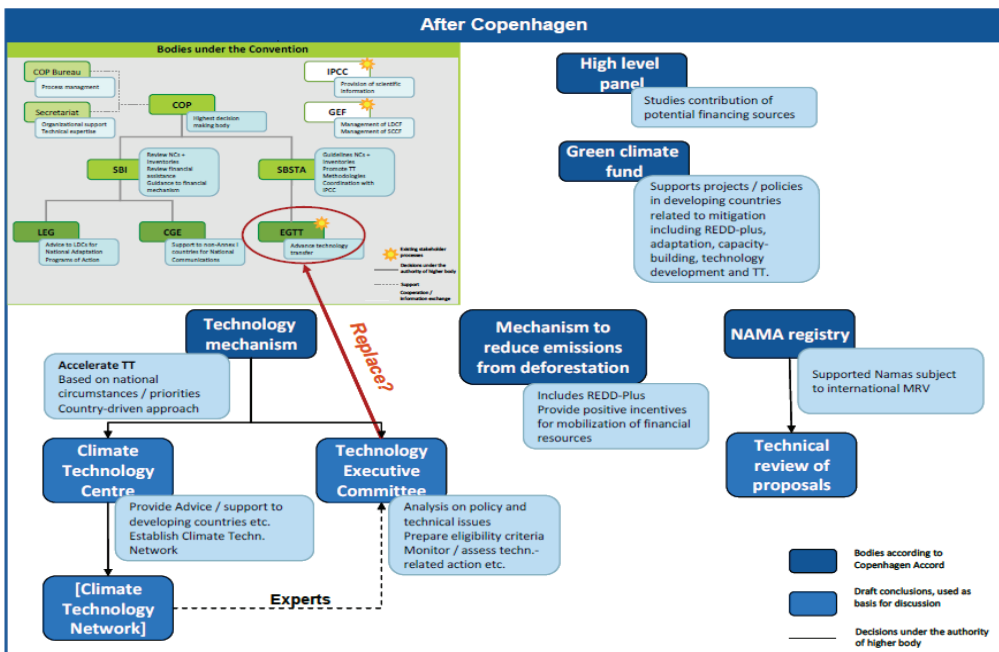 After Copenhagen
Bodies under the Convention
COP Bureau
Process managment
Secretariat
Organizational support
Technical expertise
COP
Highest decision
making body
IPCC
Provision of scientific
information
GEF
Management of LDCF
Management of SCCF
SBI
Review NCs +
Inventories
Review financial
assistance
Guidance to financial
mechanism
SBSTA
Guidelines NCs +
Inventories
Promote TT
Methodologies
Coordination with
IPCC
LEG
Advice to LDCs for
National Adaptation
Programs of Action
CGE
Support to non-Annex I
countries for National
Communications
EGTT
Advance technology
transfer
Existing stakeholder
processes
Decisions under the
authority of higher body
Support
Cooperation /
Information exchange
High level
panel
Studies contribution of
potential financing sources
Green climate
fund
Supports projects / policies
in developing countries
related to mitigation
including REDD-plus,
adaptation, capacity-
building, technology
development and TT.
Technology
mechanism
Accelerate TT
Based on national
circumstances / priorities
Country-driven approach
Replace?
Mechanism to
reduce emissions
from deforestation
Includes REDD-Plus
Provide positive incentives
for mobilization of financial
resources
NAMA registry
Supported Namas subject
to international MRV
Climate
Technology
Centre
Provide Advice / support to
developing countries etc.
Establish Climate Techn.
Network
Technology
Executive
Committee
Analysis on policy and
technical issues
Prepare eligibility criteria
Monitor / assess techn.-
related action etc.
Technical
review of
proposals
[Climate
Technology
Network]
Experts
Bodies according to
Copenhagen Accord
Draft conclusions, used as
basis for discussion
Decisions under the authority
of higher body